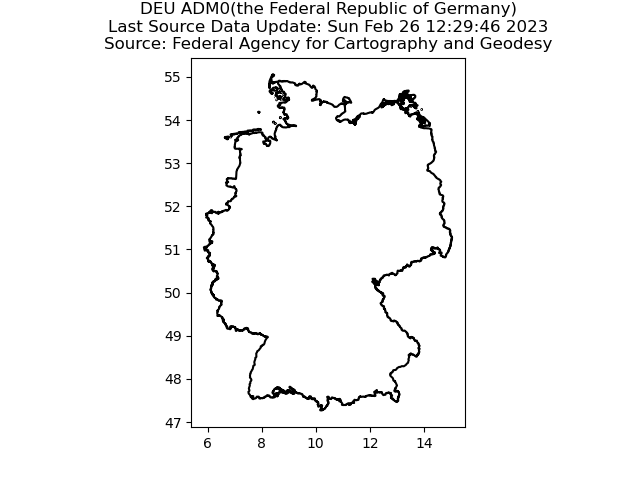 DEU ADM0(the Federal Republic of Germany)
Last Source Data Update: Sun Feb 26 12:29:46 2023
Source: Federal Agency for Cartography and Geodesy
55
54
53
52
51
50
49
48
47
6 8 10 12 14